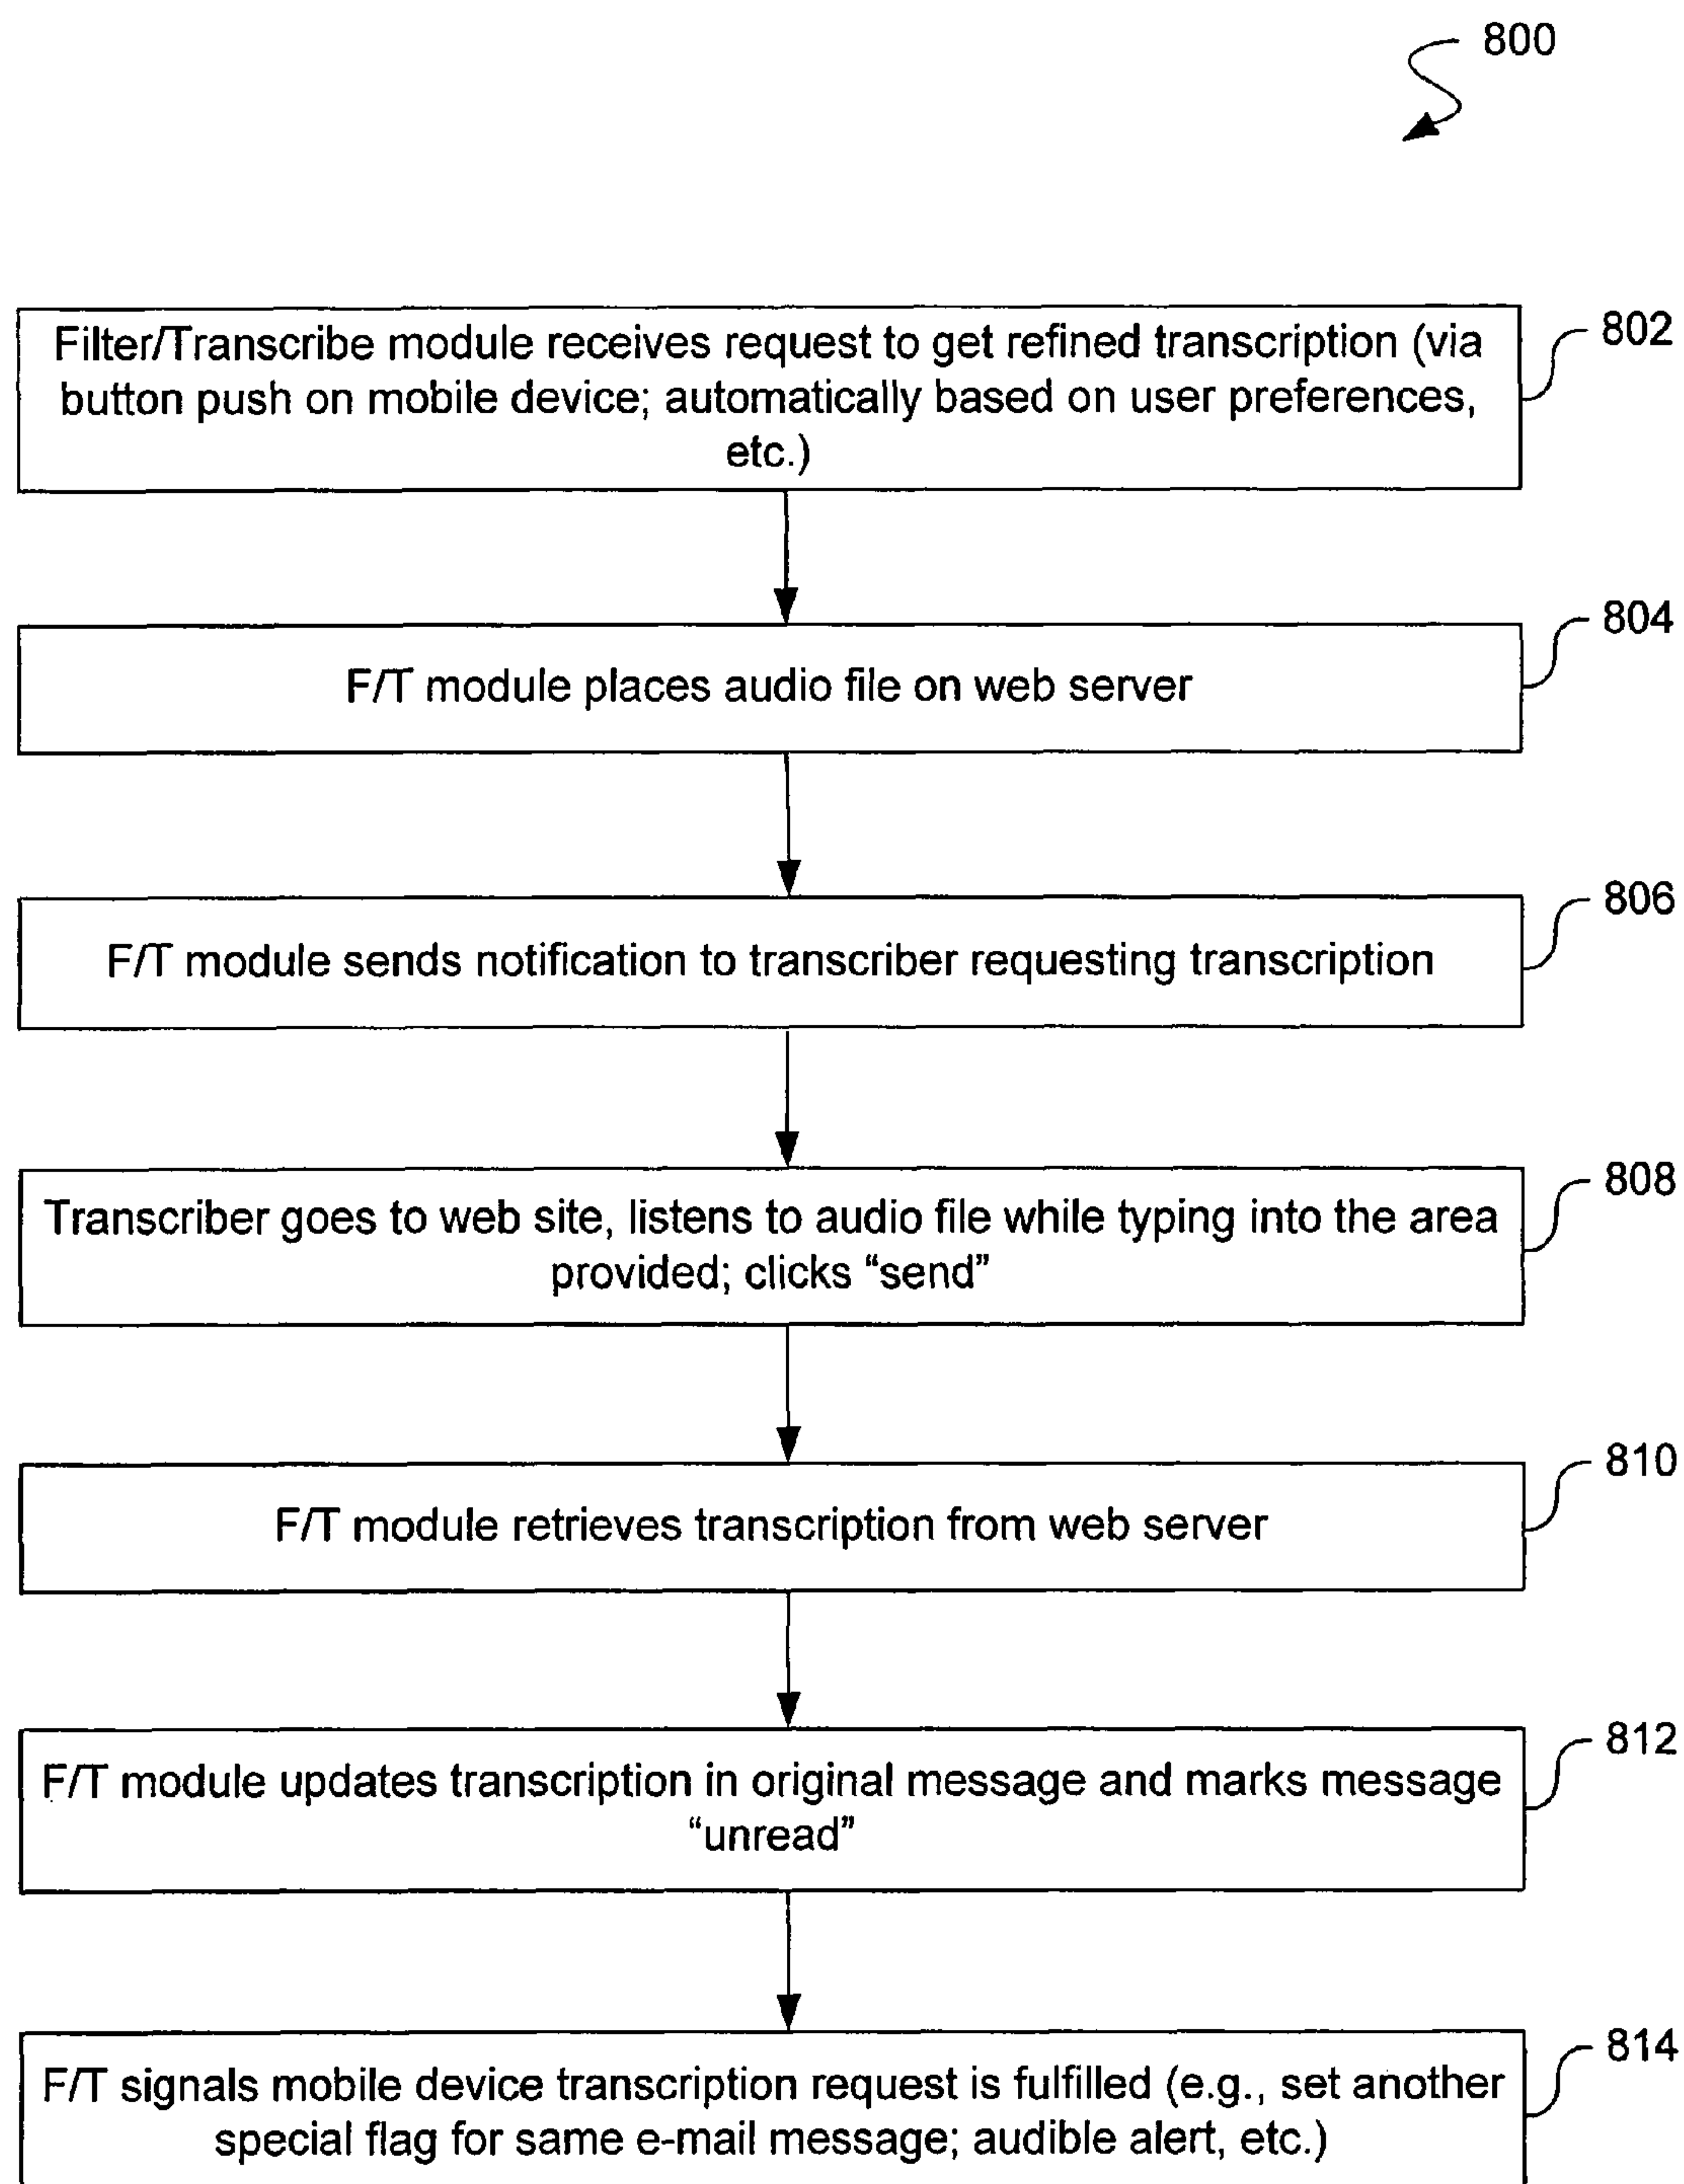 800
Filter/Transcribe module receives request to get refined transcription (via
button push on mobile device; automatically based on user preferences,
etc.)
802
F/T module places audio file on web server
804
F/T module sends notification to transcriber requesting transcription
806
Transcriber goes to web site, listens to audio file while typing into the area
provided; clicks “send”
808
F/T module retrieves transcription from web server
810
F/T module updates transcription in original message and marks message
“unread”
812
F/T signals mobile device transcription request is fulfilled (e.g., set another
special flag for same e-mail message; audible alert, etc.)
814